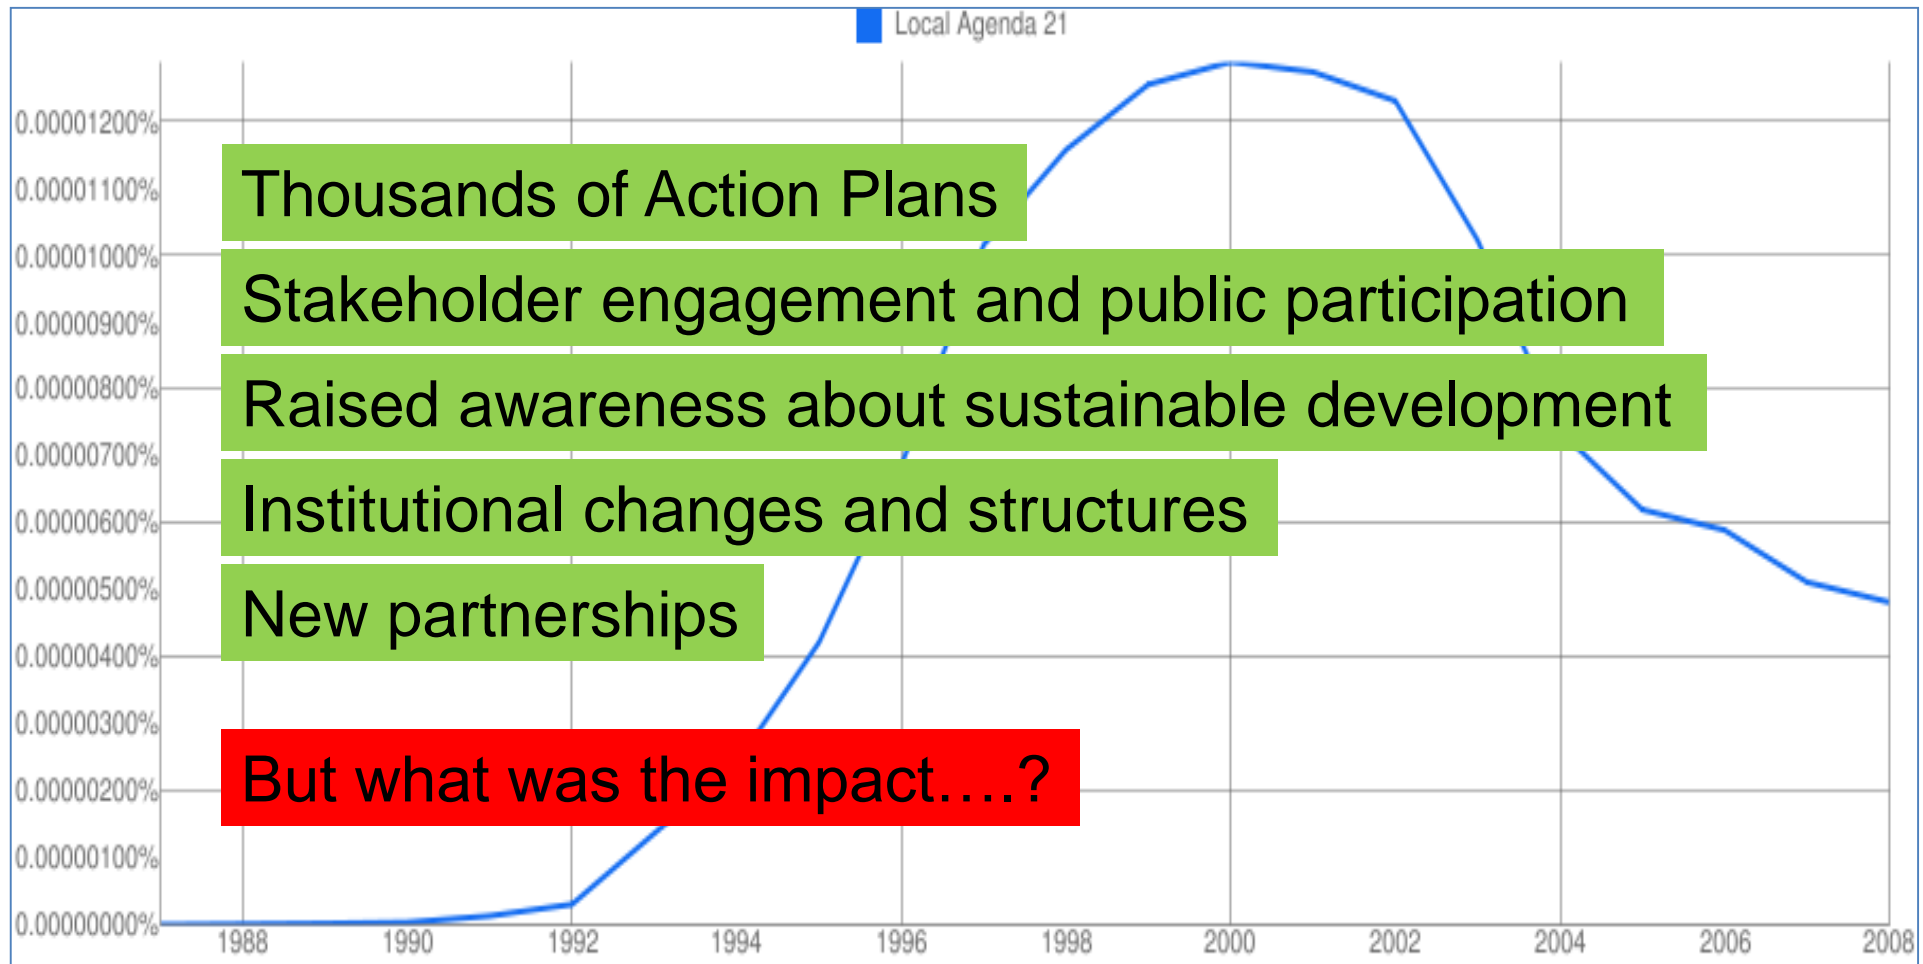 Local Agenda 21
0.00001200%
Thousands of Action Plans
0.00001100%
0.00001000%
Stakeholder engagement and public participation
0.00000900%
0.00000800%
Raised awareness about sustainable development
0.00000700%
Institutional changes and structures
0.00000600%
0.00000500%
New partnerships
0.00000400%
0.00000300%
But what was the impact….?
0.00000200%
0.00000100%
0.00000000%
1988 1990 1992 1994 1996 1998 2000 2002 2004 2006 2008